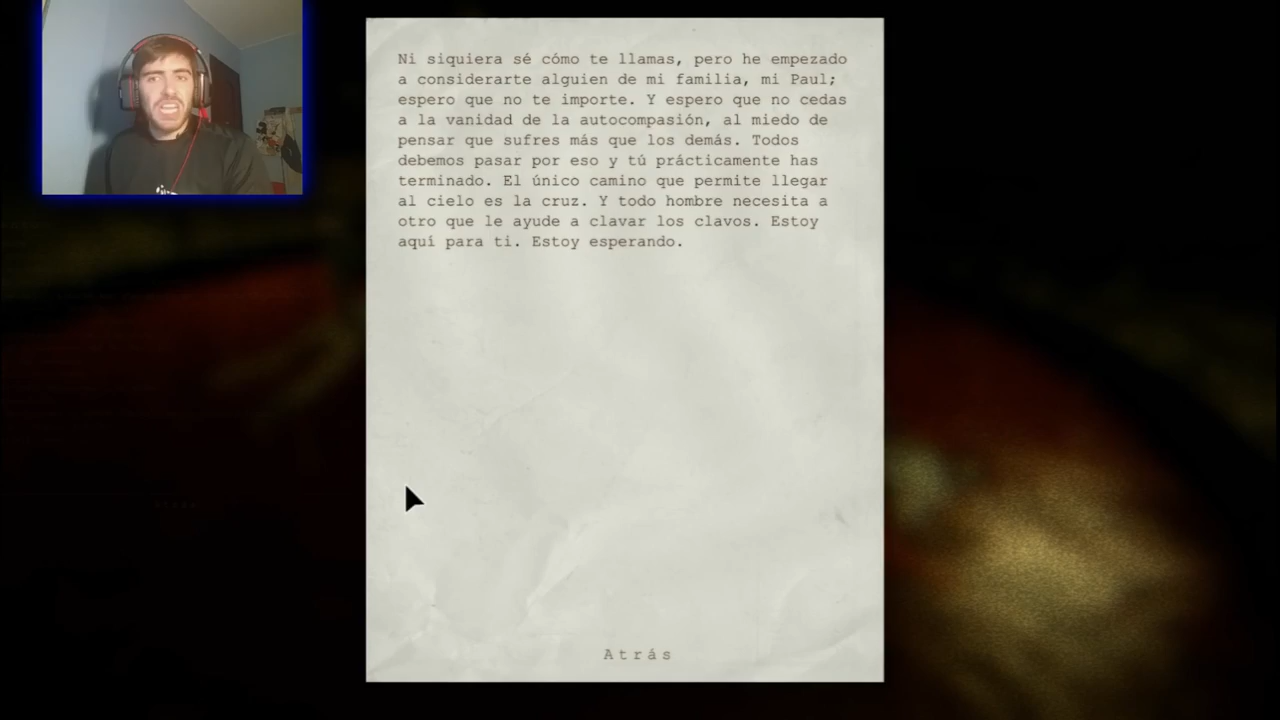 Ni siquiera sé cómo te llamas, pero he empezado
a considerarte alguien de mi familia, mi Paul;
espero que no te importe. Y espero que no cedas
a la vanidad de la autocompasión, al miedo de
pensar que sufres más que los demás. Todos
debemos pasar por eso y tú prácticamente has
terminado. El único camino que permite llegar
al cielo es la cruz. Y todo hombre necesita a
otro que le ayude a clavar los clavos. Estoy
aquí para ti. Estoy esperando.
Atrás